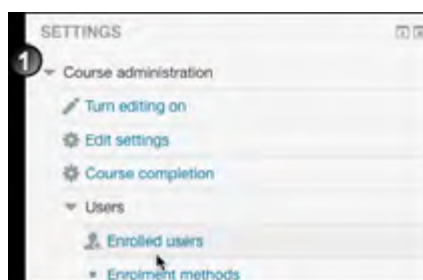 SETTINGS
1
Course administration
Turn editing on
Edit settings
Course completion
Users
Enrolled users
Enrolment methods